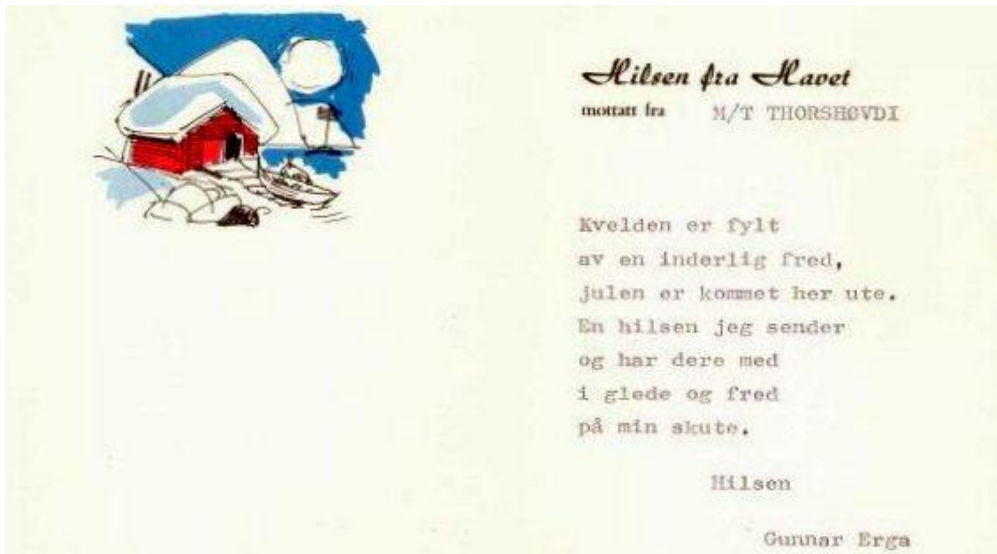 Hilsen fra Havet
mottatt fra M/T THORSHØVDI
Kvelden er fylt
av en inderlig fred,
julen er kommet her ute.
En hilsen jeg sender
og har dere med
i glede og fred
på min skute.
Hilsen
Gunnar Erga